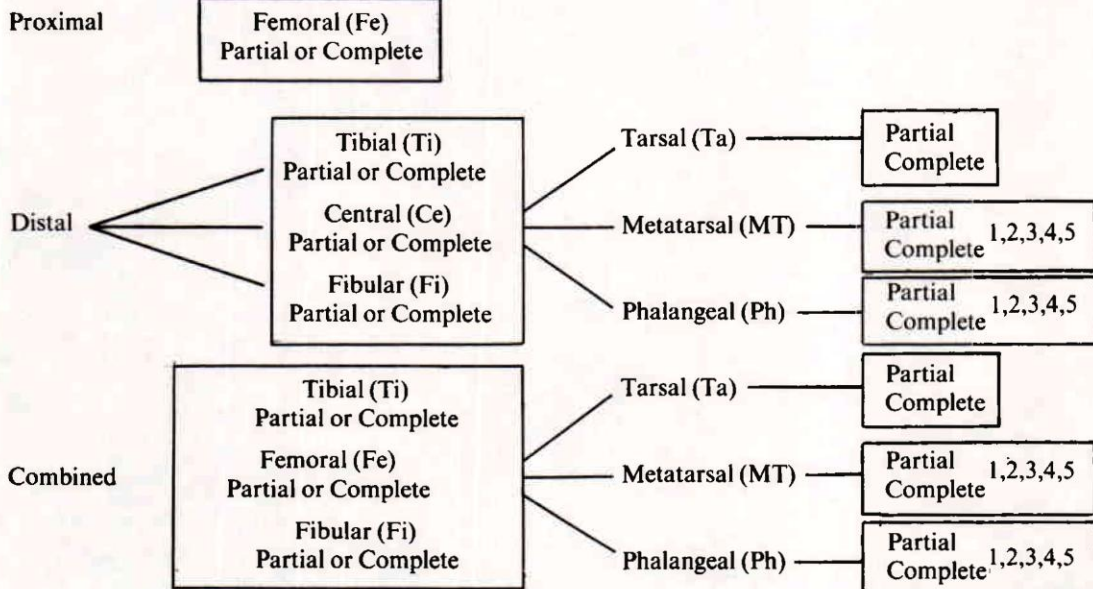 Proximal
Femoral (Fe)
Partial or Complete
Distal
Tibial (Ti)
Partial or Complete
Central (Ce)
Partial or Complete
Fibular (Fi)
Partial or Complete
Tarsal (Ta)
Partial
Complete
Metatarsal (MT)
Partial
Complete 1,2,3,4,5
Phalangeal (Ph)
Partial
Complete 1,2,3,4,5
Combined
Tibial (Ti)
Partial or Complete
Femoral (Fe)
Partial or Complete
Fibular (Fi)
Partial or Complete
Tarsal (Ta)
Partial
Complete
Metatarsal (MT)
Partial
Complete 1,2,3,4,5
Phalangeal (Ph)
Partial
Complete 1,2,3,4,5